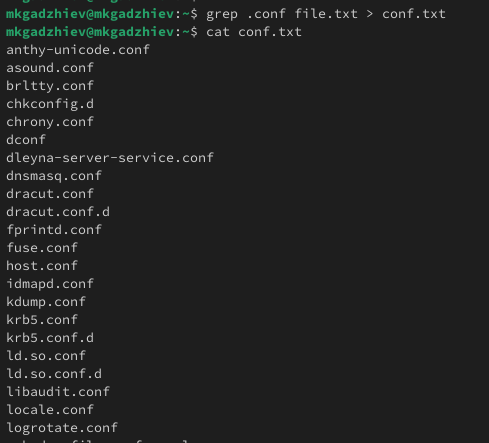 mkgadzhiev@mkgadzhiev:~$ grep .conf file.txt > conf.txt
mkgadzhiev@mkgadzhiev:~$ cat conf.txt
anthy-unicode.conf
asound.conf
brltty.conf
chkconfig.d
chrony.conf
dconf
dleyna-server-service.conf
dnsmasq.conf
dracut.conf
dracut.conf.d
fprintd.conf
fuse.conf
host.conf
idmapd.conf
kdump.conf
krb5.conf
krb5.conf.d
ld.so.conf
ld.so.conf.d
libaudit.conf
locale.conf
logrotate.conf